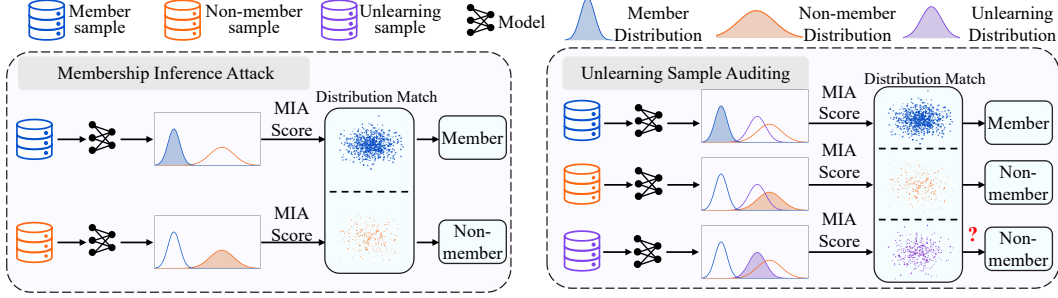 Member
sample
Non-member
sample
Unlearning
sample
Model
Member
Distribution
Non-member
Distribution
Unlearning
Distribution
Membership Inference Attack
MIA
Score
Distribution Match
Member
MIA
Score
Non-
member
Unlearning Sample Auditing
MIA
Score
Distribution Match
Member
MIA
Score
Non-
member
MIA
Score
?
Non-
member